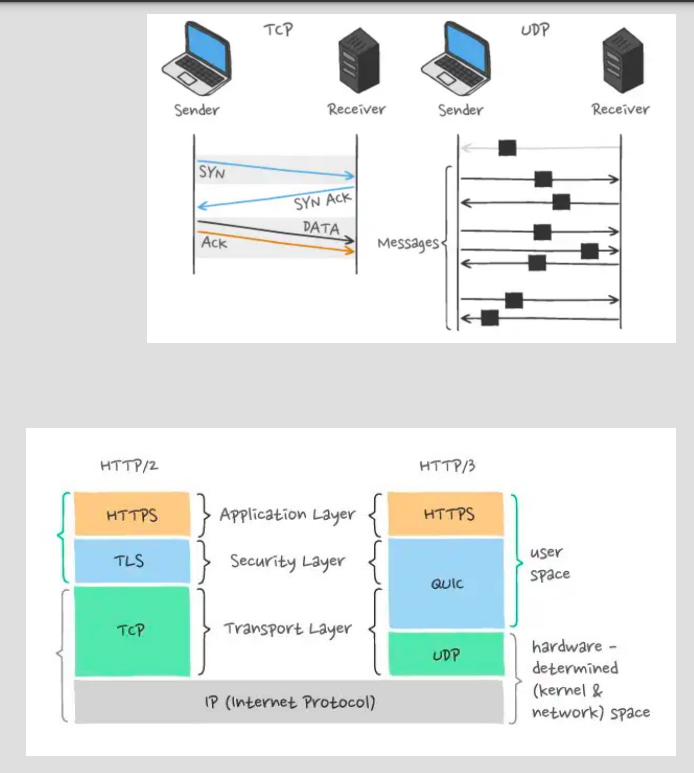 TCP
UDP
Sender
Receiver
Sender
Receiver
SYN
SYN ACK
DATA
Ack
Messages
HTTP/2
HTTP/3
HTTPS
Application Layer
HTTPS
TLS
Security Layer
QUIC
user
space
TCP
Transport Layer
UDP
hardware -
determined
(kernel &
network) space
IP (Internet Protocol)